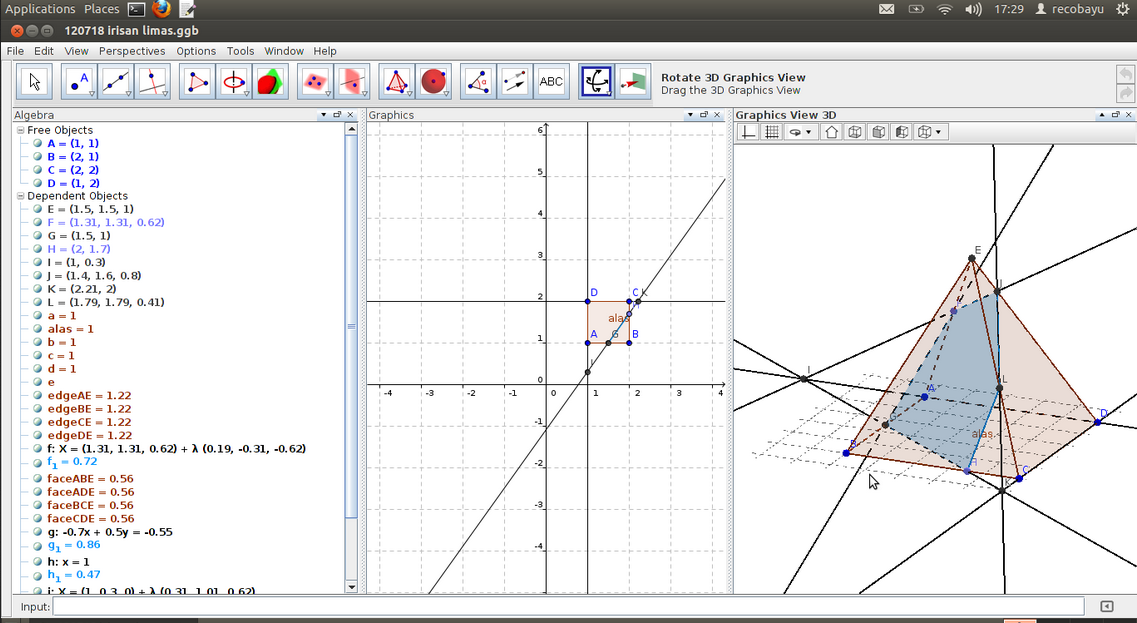 Applications Places 17:29 recobayu
120718 irisan limas.ggb
File Edit View Perspectives Options Tools Window Help
A
ABC
Rotate 3D Graphics View
Drag the 3D Graphics View
Algebra
Free Objects
A = (1, 1)
B = (2, 1)
C = (2, 2)
D = (1, 2)
Dependent Objects
E = (1.5, 1.5, 1)
F = (1.31, 1.31, 0.62)
G = (1.5, 1)
H = (2, 1.7)
I = (1, 0.3)
J = (1.4, 1.6, 0.8)
K = (2.21, 2)
L = (1.79, 1.79, 0.41)
a = 1
alas = 1
b = 1
c = 1
d = 1
e
edgeAE = 1.22
edgeBE = 1.22
edgeCE = 1.22
edgeDE = 1.22
f: X = (1.31, 1.31, 0.62) + λ (0.19, -0.31, -0.62)
f₁ = 0.72
faceABE = 0.56
faceADE = 0.56
faceBCE = 0.56
faceCDE = 0.56
g: -0.7x + 0.5y = -0.55
g₁ = 0.86
h: x = 1
h₁ = 0.47
i: X = (1, 0.3, 0) + λ (0.31, 1.01, 0.62)
Graphics
6
5
4
3
2
1
0
-1
-2
-3
-4
-4 -3 -2 -1 0 1 2 3 4
D C K
alas
A G B
Graphics View 3D
E
J
I
A
L
D
G
alas
B
H
C
K
Input: